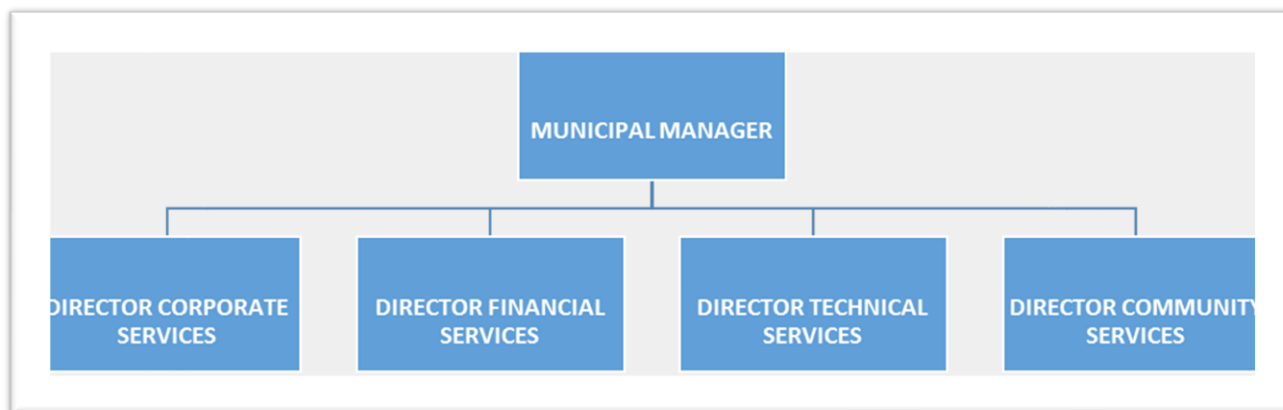 MUNICIPAL MANAGER
DIRECTOR CORPORATE
SERVICES
DIRECTOR FINANCIAL
SERVICES
DIRECTOR TECHNICAL
SERVICES
DIRECTOR COMMUNITY
SERVICES